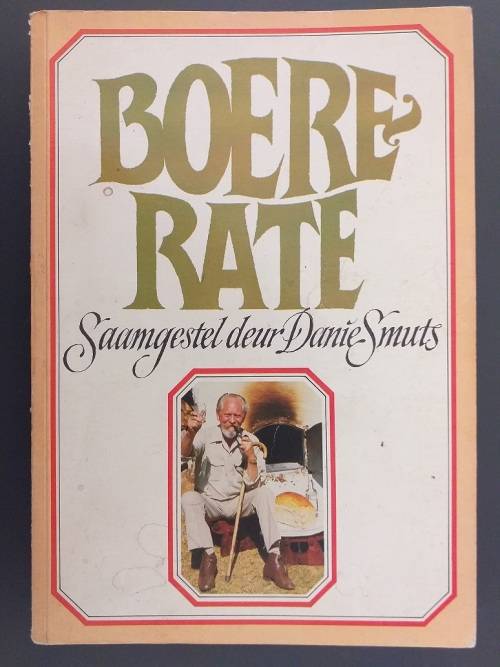 BOERE-
RATE
Saamgestel deur Danie Smuts